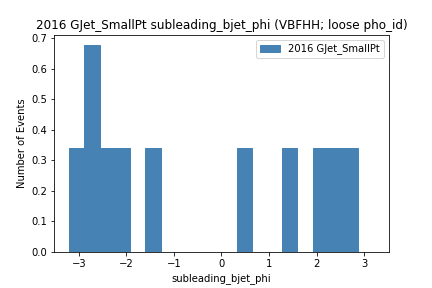 2016 GJet_SmallPt subleading_bjet_phi (VBFHH; loose pho_id)
2016 GJet_SmallPt
Number of Events
0.7
0.6
0.5
0.4
0.3
0.2
0.1
0.0
−3 −2 −1 0 1 2 3
subleading_bjet_phi